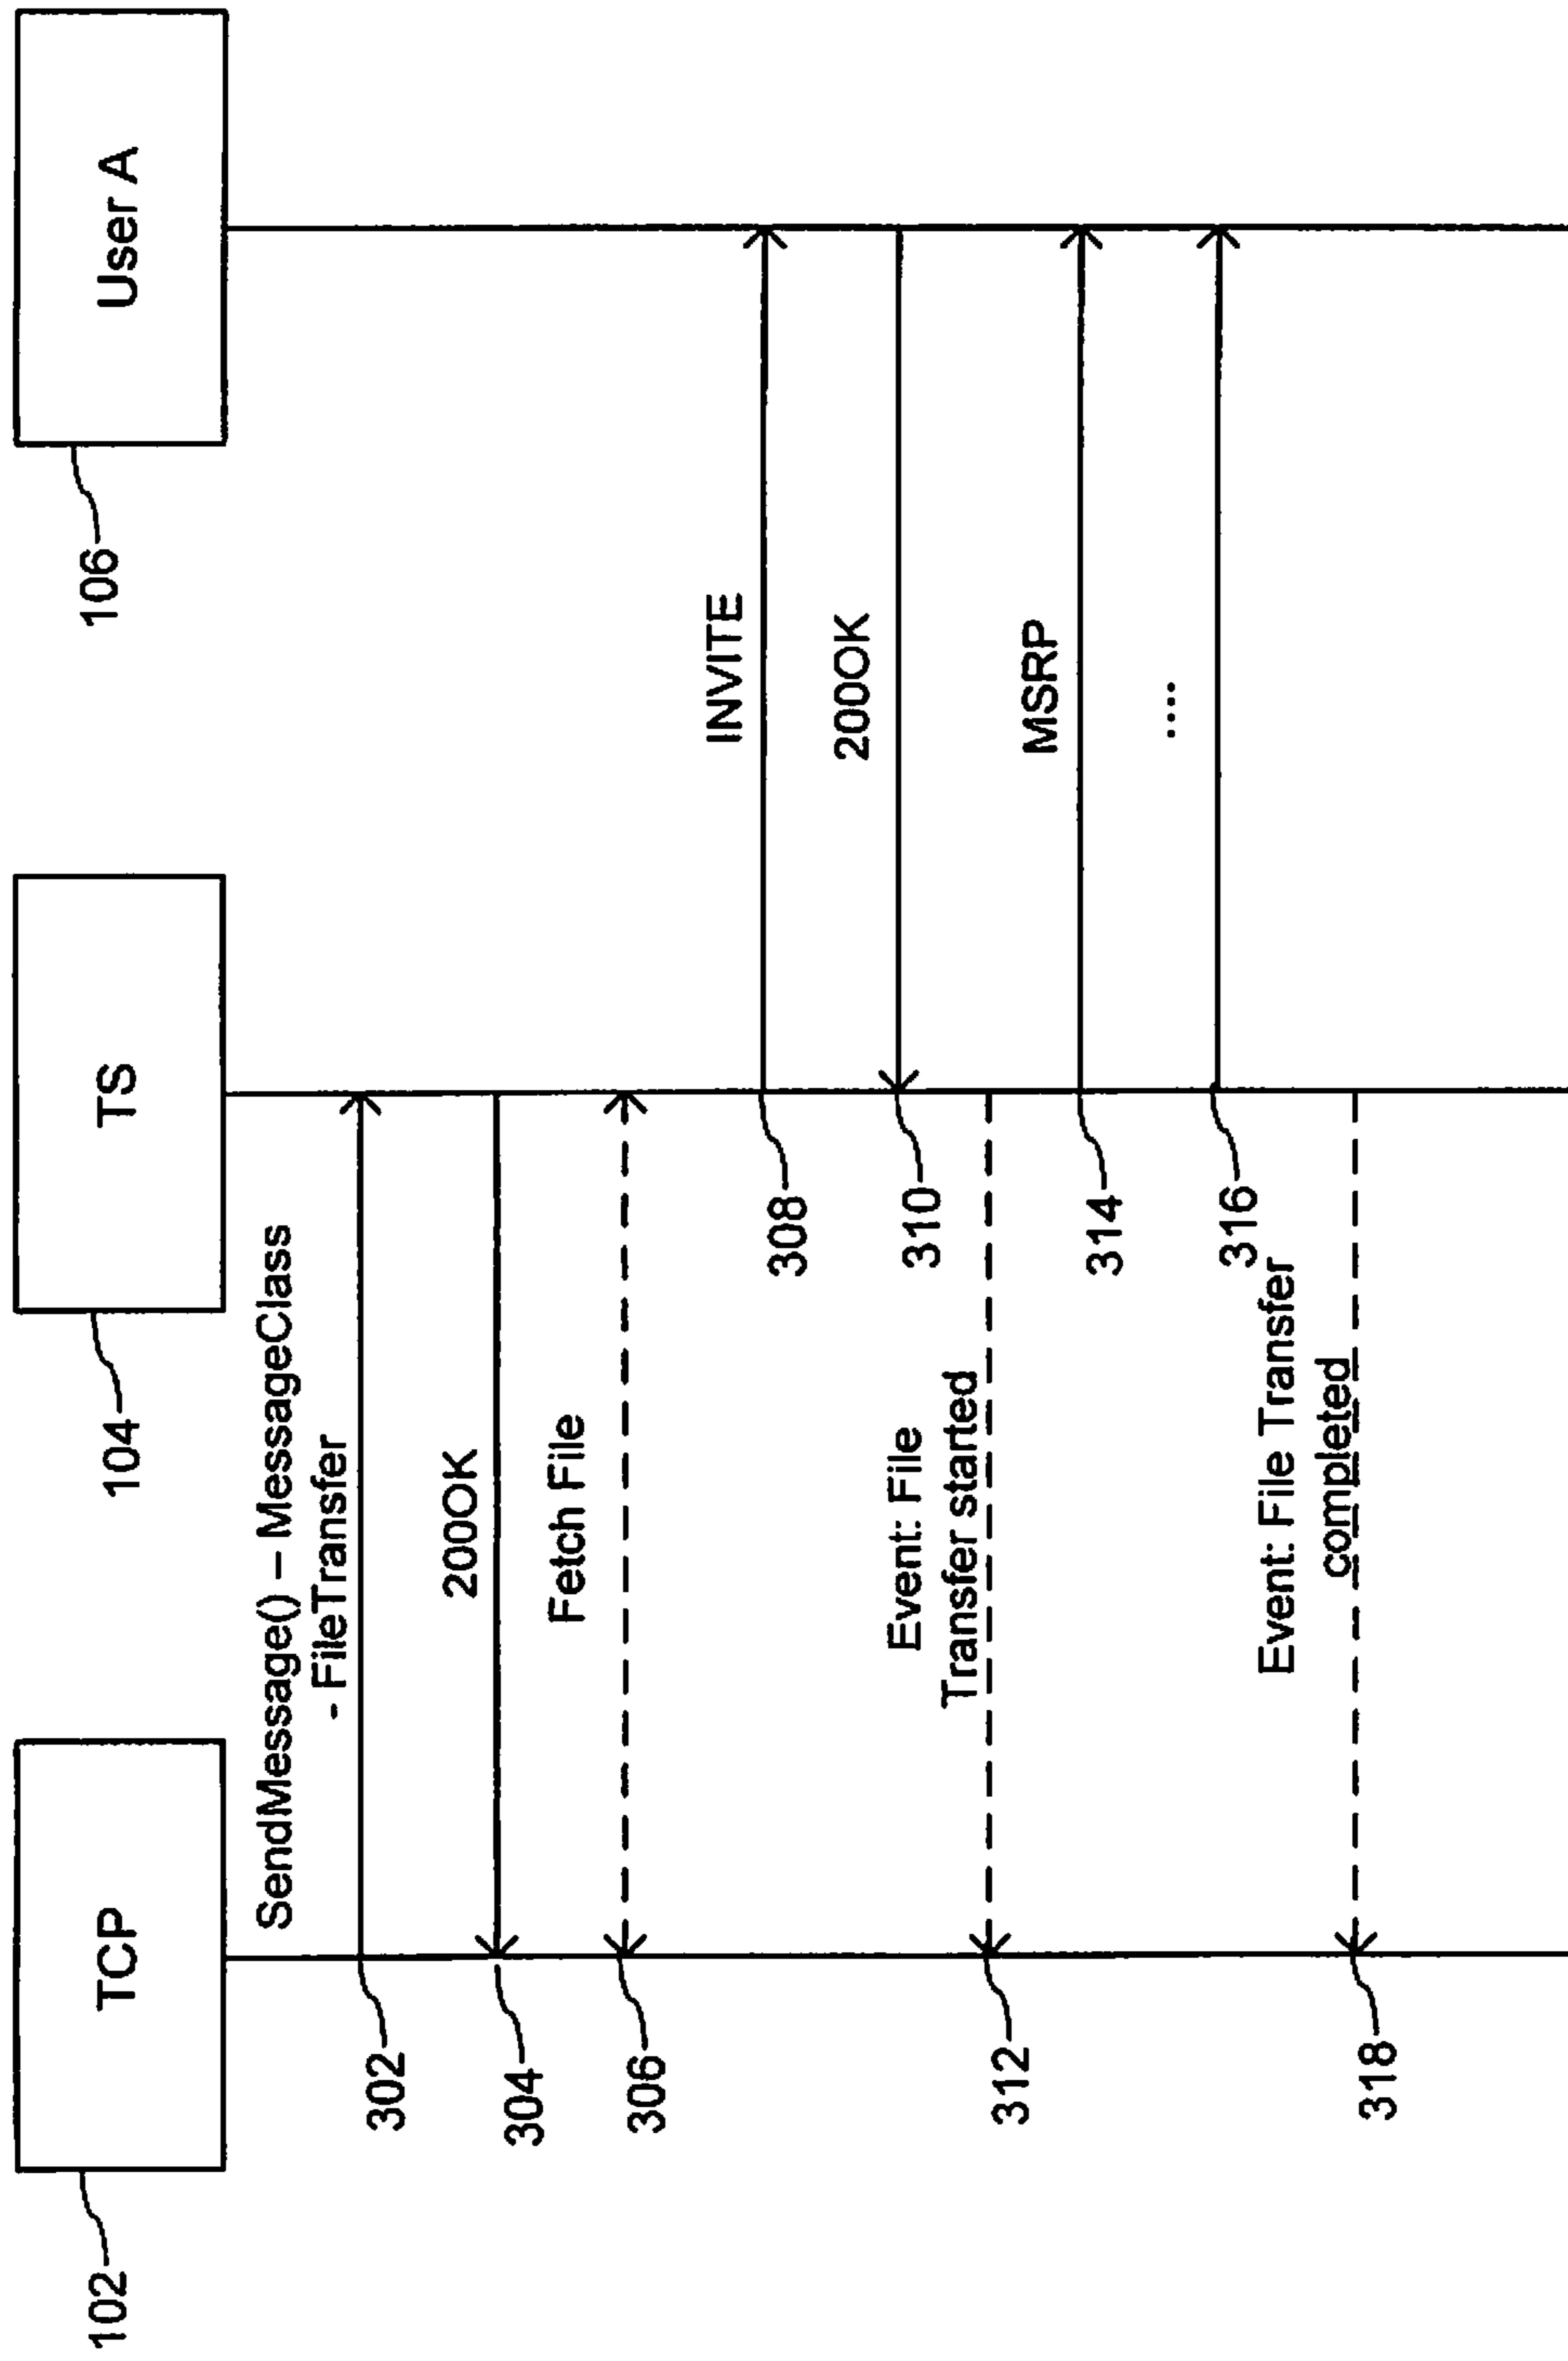 TCP
TS
User A
102
104
106
SendMessage() – MessageClass
- FileTransfer
302
200OK
304
Fetch File
306
INVITE
308
200OK
310
Event: File
Transfer started
312
MSRP
314
....
316
Event: File Transfer
completed
318